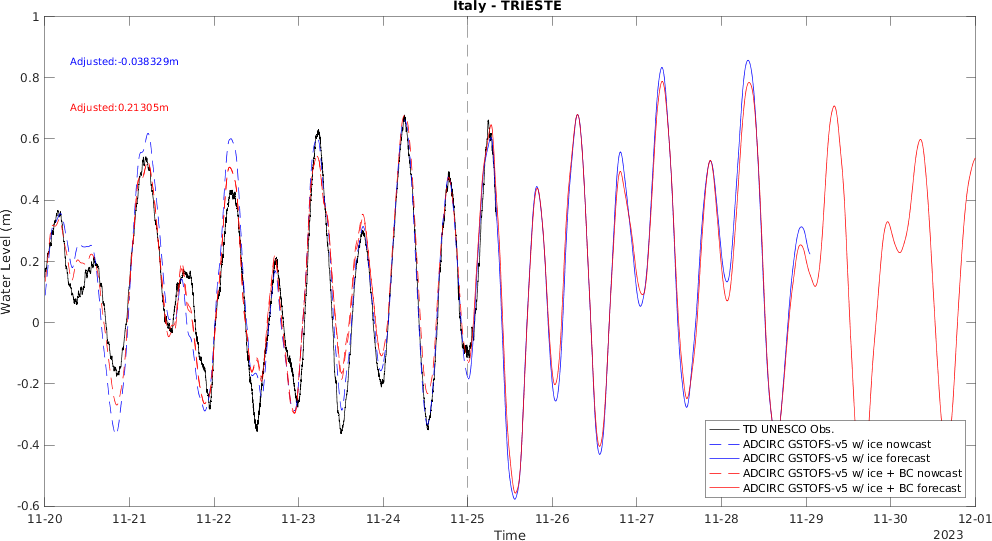 Italy - TRIESTE
Adjusted:-0.038329m
Adjusted:0.21305m
Water Level (m)
1
0.8
0.6
0.4
0.2
0
-0.2
-0.4
-0.6
TD UNESCO Obs.
ADCIRC GSTOFS-v5 w/ ice nowcast
ADCIRC GSTOFS-v5 w/ ice forecast
ADCIRC GSTOFS-v5 w/ ice + BC nowcast
ADCIRC GSTOFS-v5 w/ ice + BC forecast
11-20 11-21 11-22 11-23 11-24 11-25 11-26 11-27 11-28 11-29 11-30 12-01
Time
2023